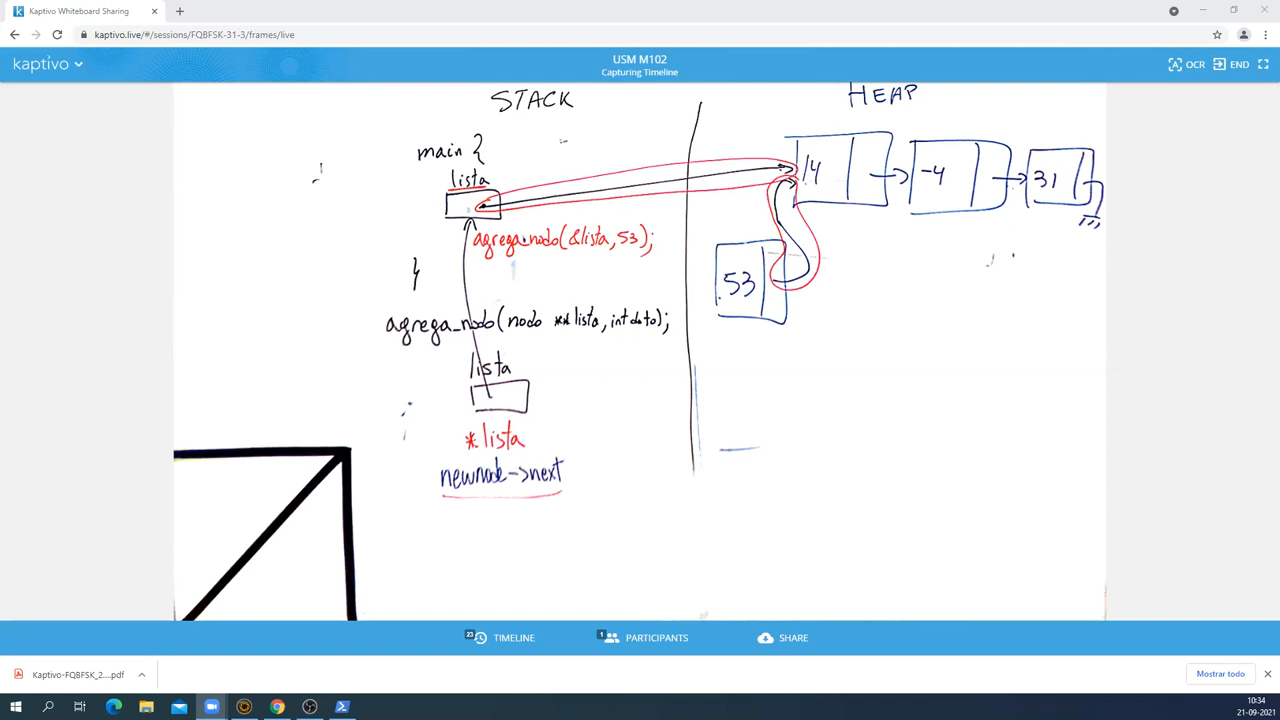 Kaptivo Whiteboard Sharing
kaptivo.live/#/sessions/FQBFSK-31-3/frames/live
kaptivo
USM M102
Capturing Timeline
OCR
END
STACK
HEAP
main {
lista
14
-4
31
agrega_nodo(&lista,53);
}
53
agrega_nodo(nodo **lista, int dato);
lista
*lista
newnode->next
23
TIMELINE
1
PARTICIPANTS
SHARE
Kaptivo-FQBFSK_2....pdf
Mostrar todo
10:34
21-09-2021